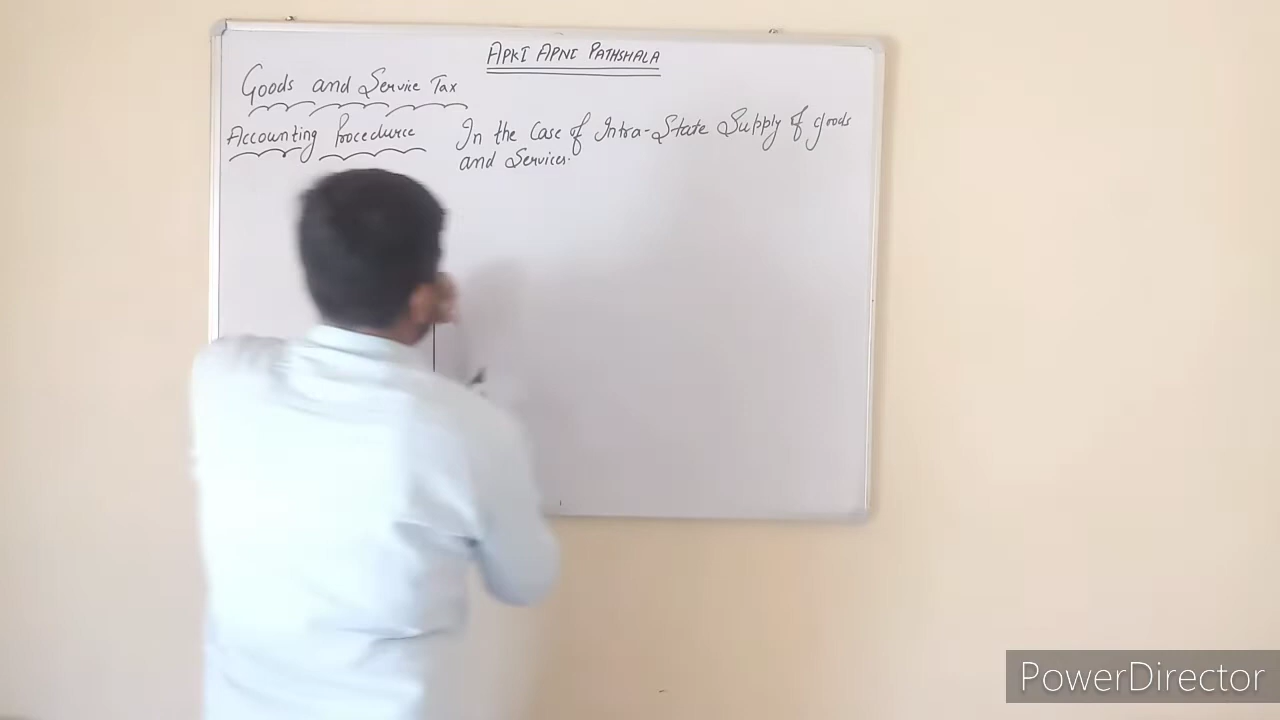 APKI APNI PATHSHALA
Goods and Service Tax
Accounting Procedure
In the Case of Intra-State Supply of goods
and Services.
PowerDirector